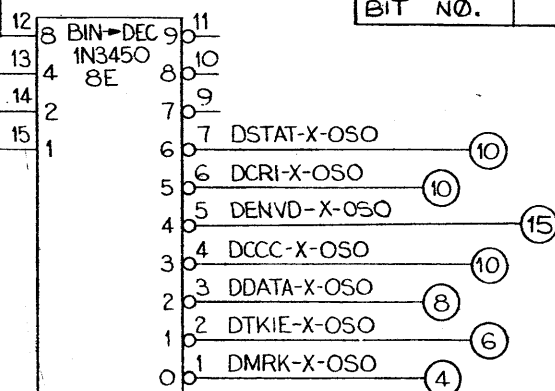 BIT NØ.
12 8 BIN→DEC 9 11
1N3450
13 4 8 10
8E
14 2 7 9
15 1 6 7 DSTAT-X-OSO 10
5 6 DCRI-X-OSO 10
4 5 DENVD-X-OSO 15
3 4 DCCC-X-OSO 10
2 3 DDATA-X-OSO 8
1 2 DTKIE-X-OSO 6
0 1 DMRK-X-OSO 4